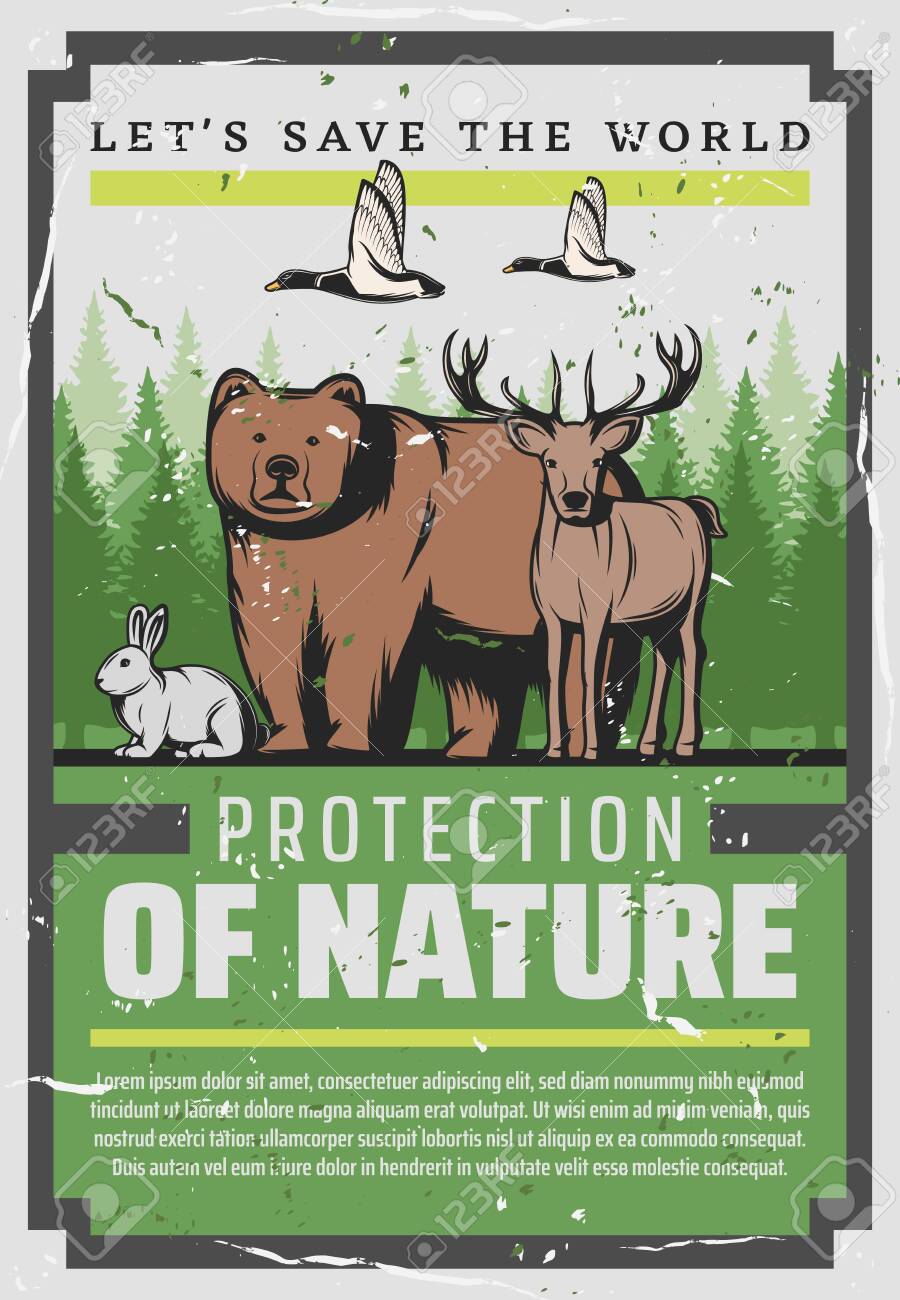 LET'S SAVE THE WORLD
PROTECTION
OF NATURE
Lorem ipsum dolor sit amet, consectetuer adipiscing elit, sed diam nonummy nibh euismod
tincidunt ut laoreet dolore magna aliquam erat volutpat. Ut wisi enim ad minim veniam, quis
nostrud exerci tation ullamcorper suscipit lobortis nisl ut aliquip ex ea commodo consequat.
Duis autem vel eum iriure dolor in hendrerit in vulputate velit esse molestie consequat.
123RF